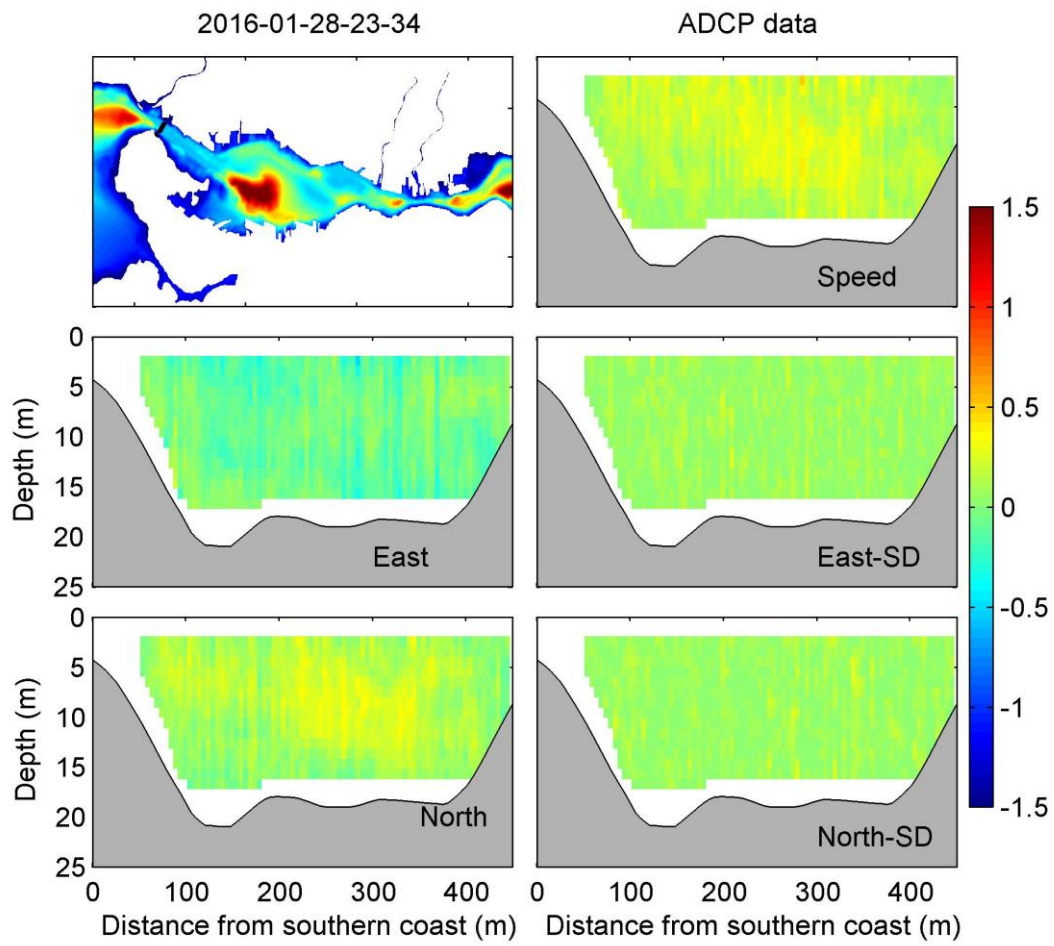 2016-01-28-23-34
ADCP data
Speed
1.5
1
0.5
0
-0.5
-1
-1.5
0
5
10
15
20
25
Depth (m)
East
East-SD
0
5
10
15
20
25
Depth (m)
North
North-SD
0 100 200 300 400
0 100 200 300 400
Distance from southern coast (m)
Distance from southern coast (m)